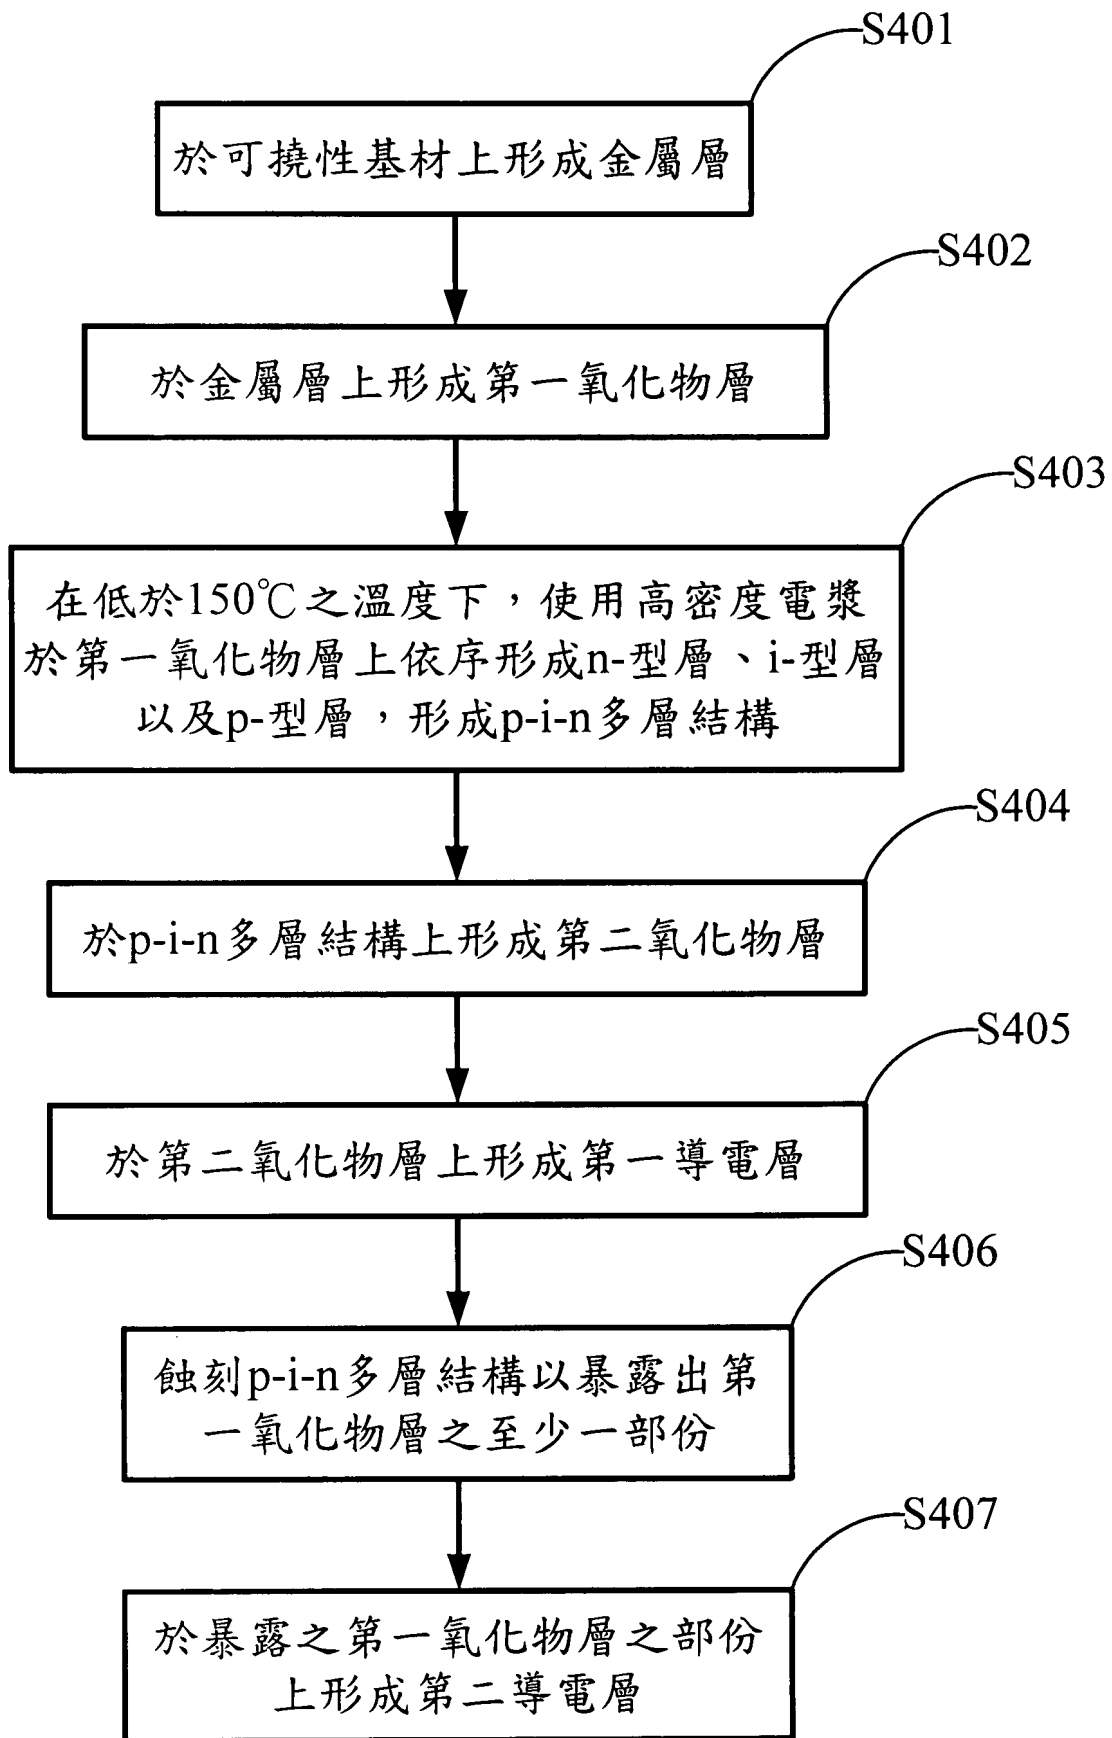 S401
於可撓性基材上形成金屬層
S402
於金屬層上形成第一氧化物層
S403
在低於150℃之溫度下，使用高密度電漿
於第一氧化物層上依序形成n-型層、i-型層
以及p-型層，形成p-i-n多層結構
S404
於p-i-n多層結構上形成第二氧化物層
S405
於第二氧化物層上形成第一導電層
S406
蝕刻p-i-n多層結構以暴露出第
一氧化物層之至少一部份
S407
於暴露之第一氧化物層之部份
上形成第二導電層